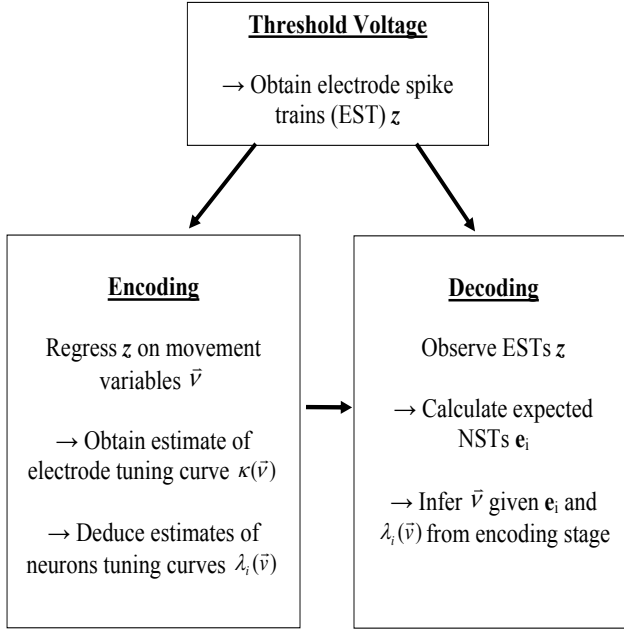 Threshold Voltage
→ Obtain electrode spike
trains (EST) z
Encoding
Regress z on movement
variables v⃗
→ Obtain estimate of
electrode tuning curve κ(v⃗)
→ Deduce estimates of
neurons tuning curves λᵢ(v⃗)
Decoding
Observe ESTs z
→ Calculate expected
NSTs eᵢ
→ Infer v⃗ given eᵢ and
λᵢ(v⃗) from encoding stage